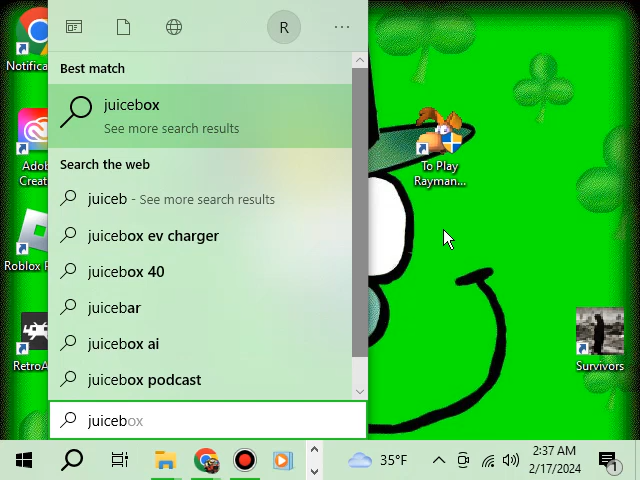 R
Notifica
Best match
juicebox
See more search results
Search the web
juiceb - See more search results
juicebox ev charger
juicebox 40
juicebar
juicebox ai
juicebox podcast
juicebox
Adob
Creat
Roblox P
RetroA
To Play
Rayman...
Survivors
35°F
2:37 AM
2/17/2024
1